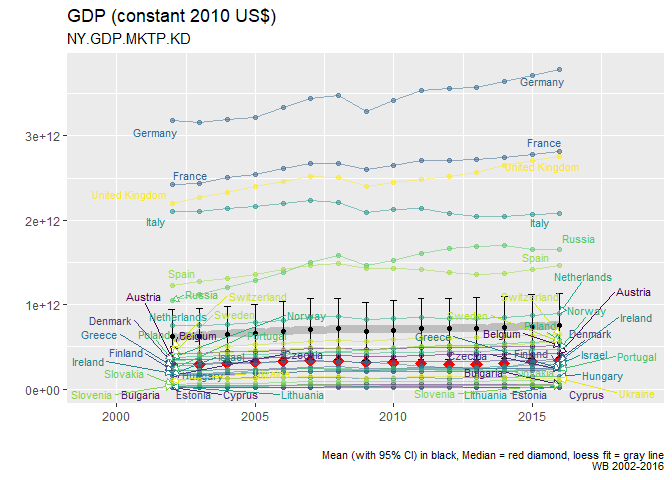 GDP (constant 2010 US$)
NY.GDP.MKTP.KD
Germany
3e+12
Germany
France
France
United Kingdom
United Kingdom
2e+12
Italy
Italy
Russia
Spain
Spain
Netherlands
Austria
Russia
Switzerland
Switzerland
Austria
1e+12
Netherlands
Sweden
Norway
Sweden
Norway
Ireland
Denmark
Poland
Greece
Poland
Belgium
Portugal
Greece
Belgium
Denmark
Finland
Israel
Czechia
Czechia
Finland
Israel
Portugal
Ireland
Slovakia
Hungary
Bulgaria
Hungary
0e+00
Slovenia
Bulgaria
Estonia
Cyprus
Lithuania
Slovenia
Lithuania
Estonia
Cyprus
Ukraine
2000
2005
2010
2015
Mean (with 95% CI) in black, Median = red diamond, loess fit = gray line
WB 2002-2016